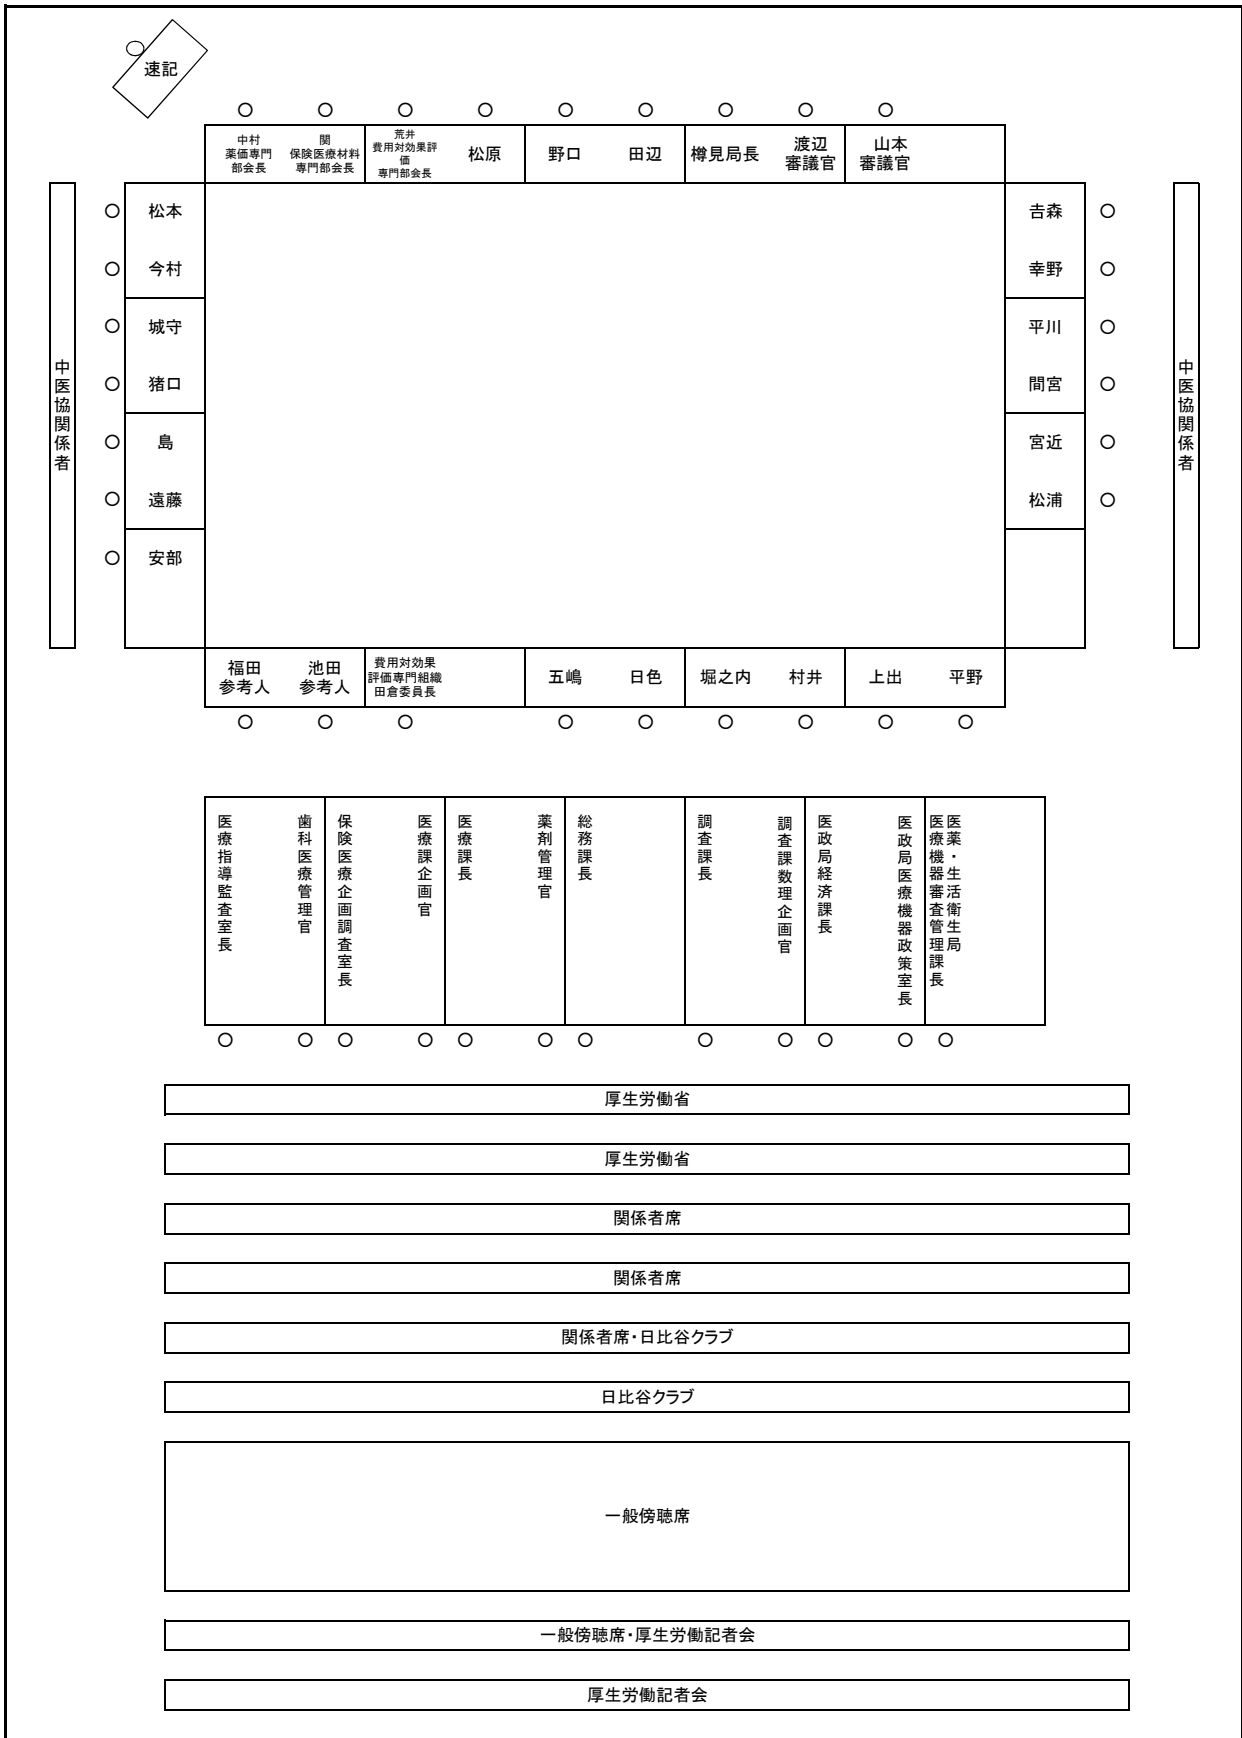 速記
中村
薬価専門
部会長
関
保険医療材料
専門部会長
荒井
費用対効果評
価
専門部会長
松原
野口
田辺
樽見局長
渡辺
審議官
山本
審議官
松本
今村
城守
猪口
島
遠藤
安部
中医協関係者
𠮷森
幸野
平川
間宮
宮近
松浦
中医協関係者
福田
参考人
池田
参考人
費用対効果
評価専門組織
田倉委員長
五嶋
日色
堀之内
村井
上出
平野
医療指導監査室長
歯科医療管理官
保険医療企画調査室長
医療課企画官
医療課長
薬剤管理官
総務課長
調査課長
調査課数理企画官
医政局経済課長
医政局医療機器政策室長
医薬・生活衛生局
医療機器審査管理課長
厚生労働省
厚生労働省
関係者席
関係者席
関係者席・日比谷クラブ
日比谷クラブ
一般傍聴席
一般傍聴席・厚生労働記者会
厚生労働記者会